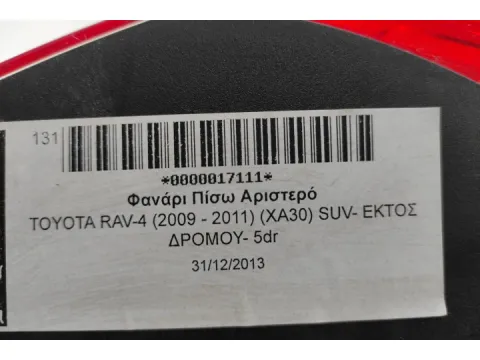 131
*0000017111*
Φανάρι Πίσω Αριστερό
TOYOTA RAV-4 (2009 - 2011) (XA30) SUV- ΕΚΤΟΣ
ΔΡΟΜΟΥ- 5dr
31/12/2013